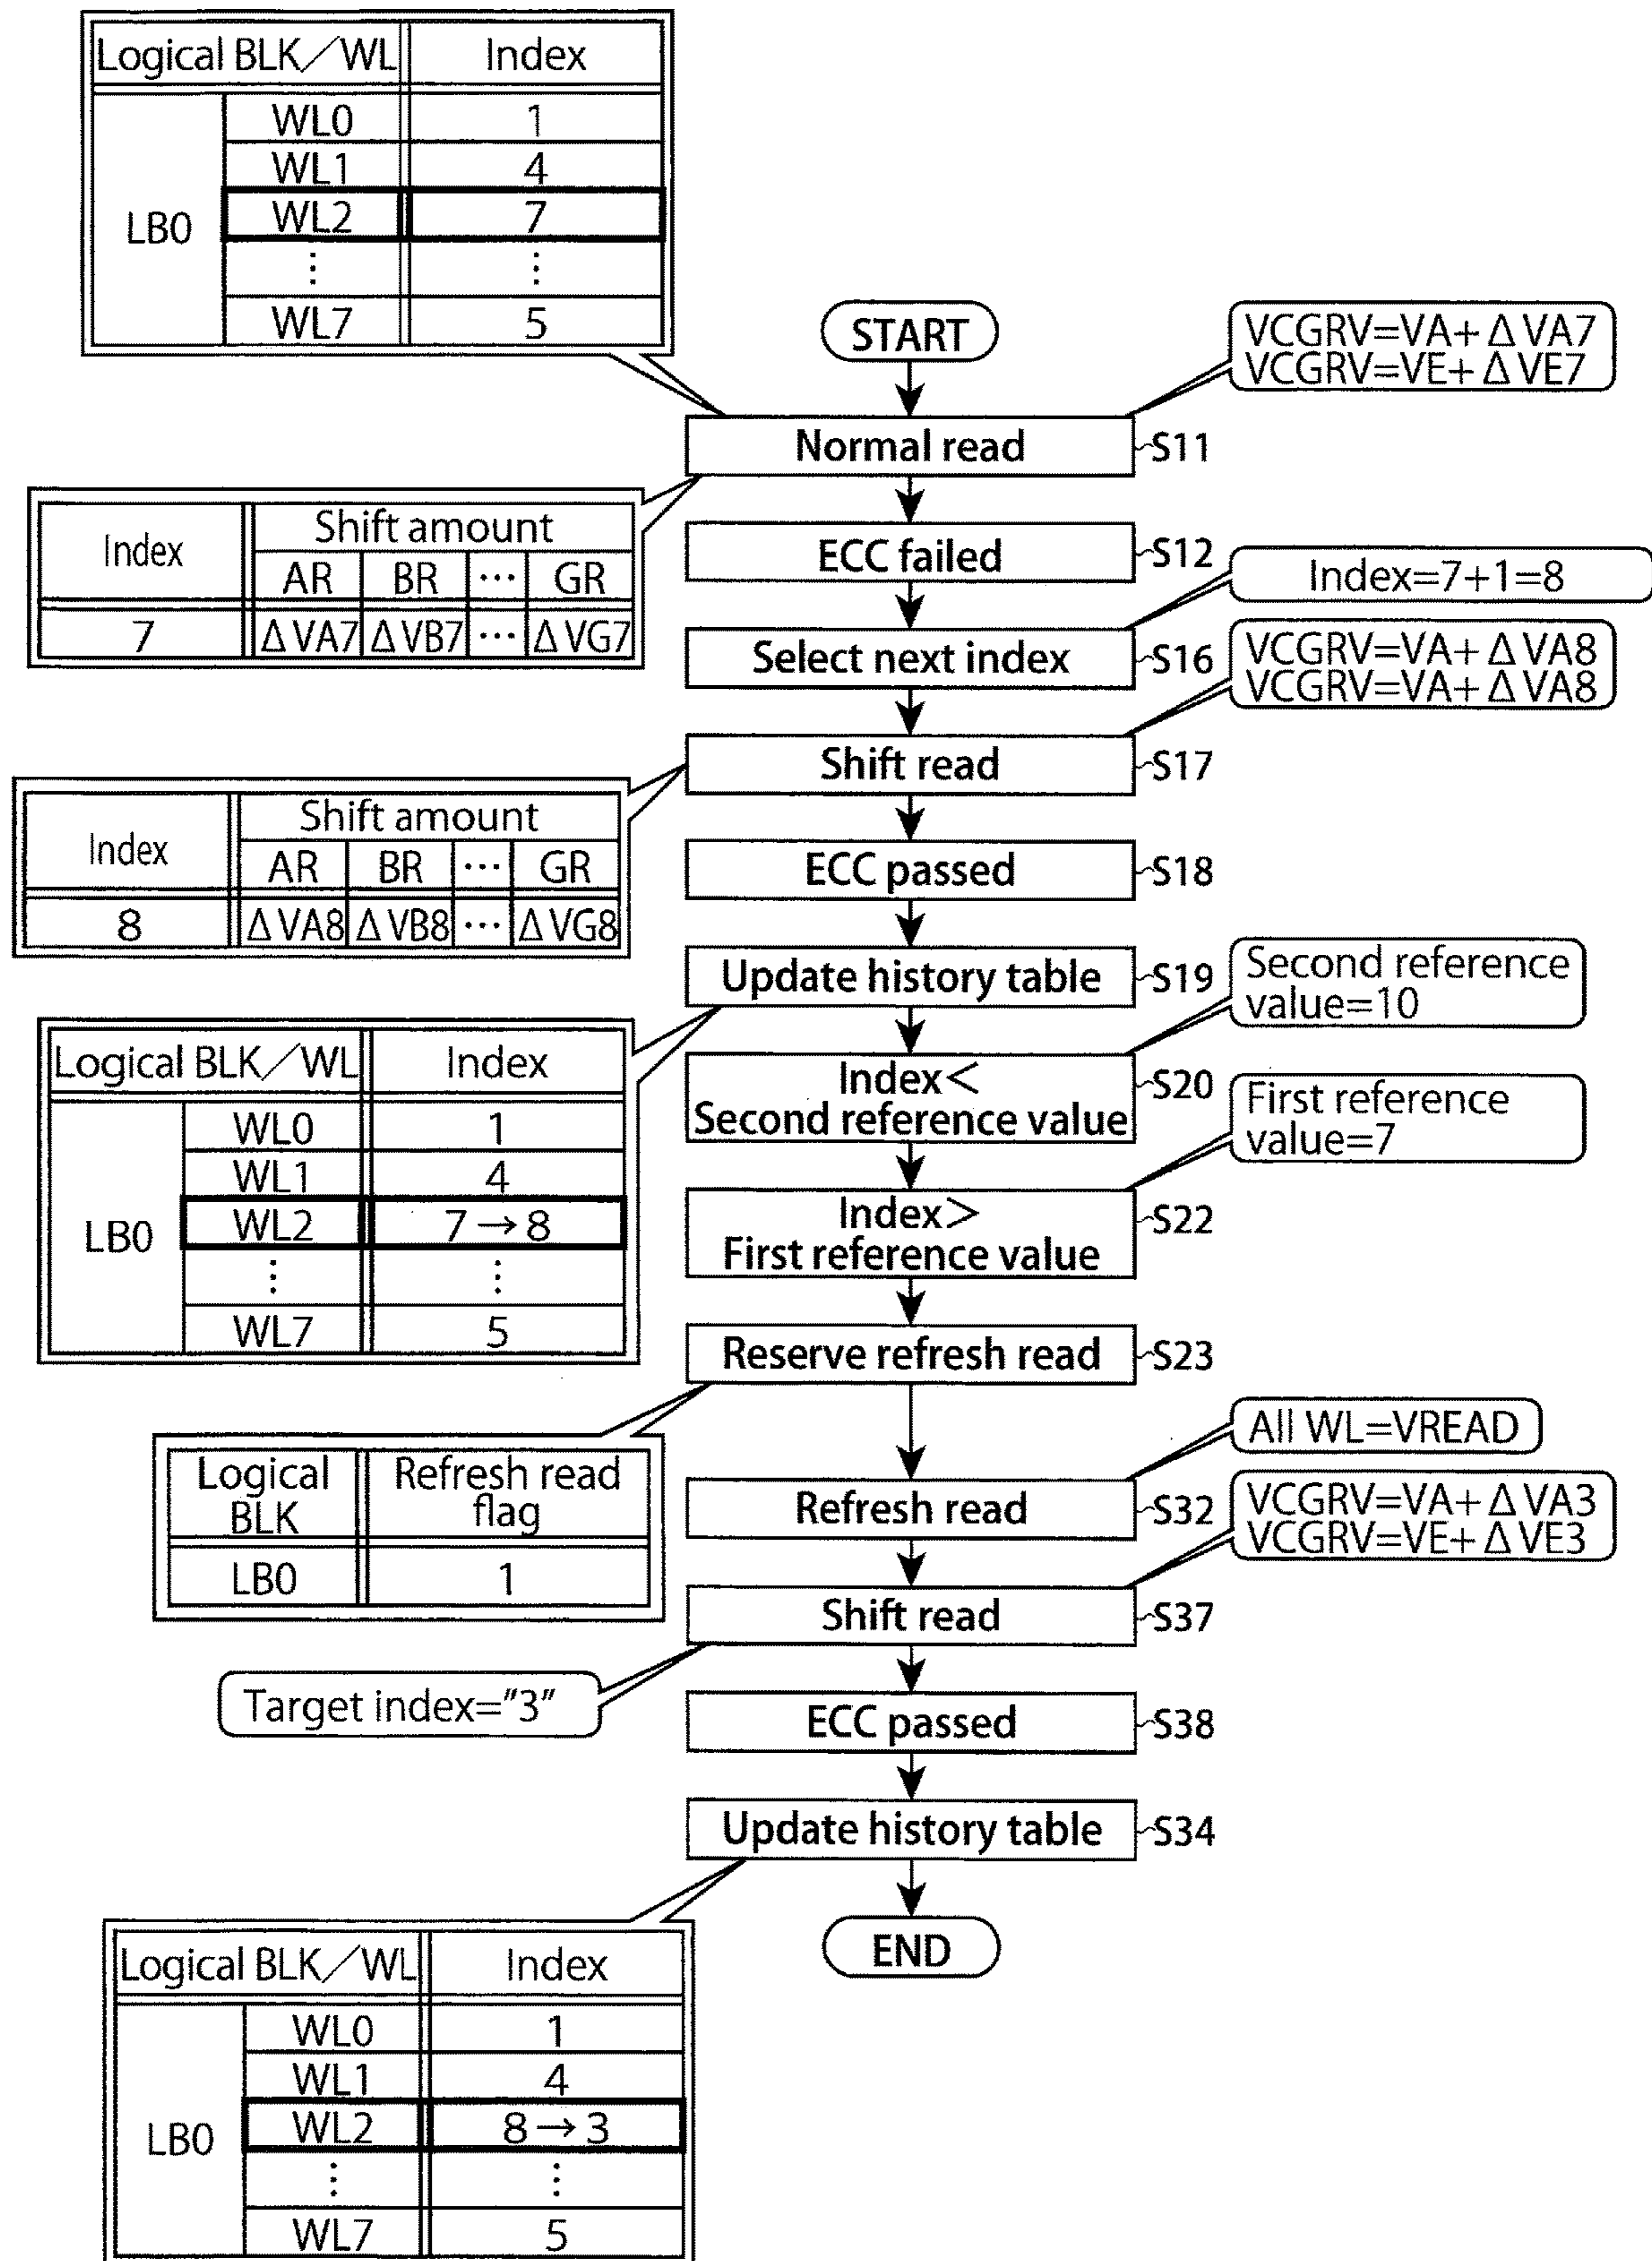 Logical BLK／WL Index
WL0 1
WL1 4
LB0 WL2 7
⋮ ⋮
WL7 5
START
VCGRV=VA+ΔVA7
VCGRV=VE+ΔVE7
Normal read S11
Index Shift amount
AR BR ⋯ GR
7 ΔVA7 ΔVB7 ⋯ ΔVG7
ECC failed S12
Index=7+1=8
Select next index S16
VCGRV=VA+ΔVA8
VCGRV=VA+ΔVA8
Shift read S17
Index Shift amount
AR BR ⋯ GR
8 ΔVA8 ΔVB8 ⋯ ΔVG8
ECC passed S18
Update history table S19
Second reference
value=10
Logical BLK／WL Index
WL0 1
WL1 4
LB0 WL2 7→8
⋮ ⋮
WL7 5
Index<
Second reference value S20
First reference
value=7
Index>
First reference value S22
Reserve refresh read S23
Logical
BLK
Refresh read
flag
LB0 1
All WL=VREAD
Refresh read S32
VCGRV=VA+ΔVA3
VCGRV=VE+ΔVE3
Shift read S37
Target index="3"
ECC passed S38
Update history table S34
END
Logical BLK／WL Index
WL0 1
WL1 4
LB0 WL2 8→3
⋮ ⋮
WL7 5